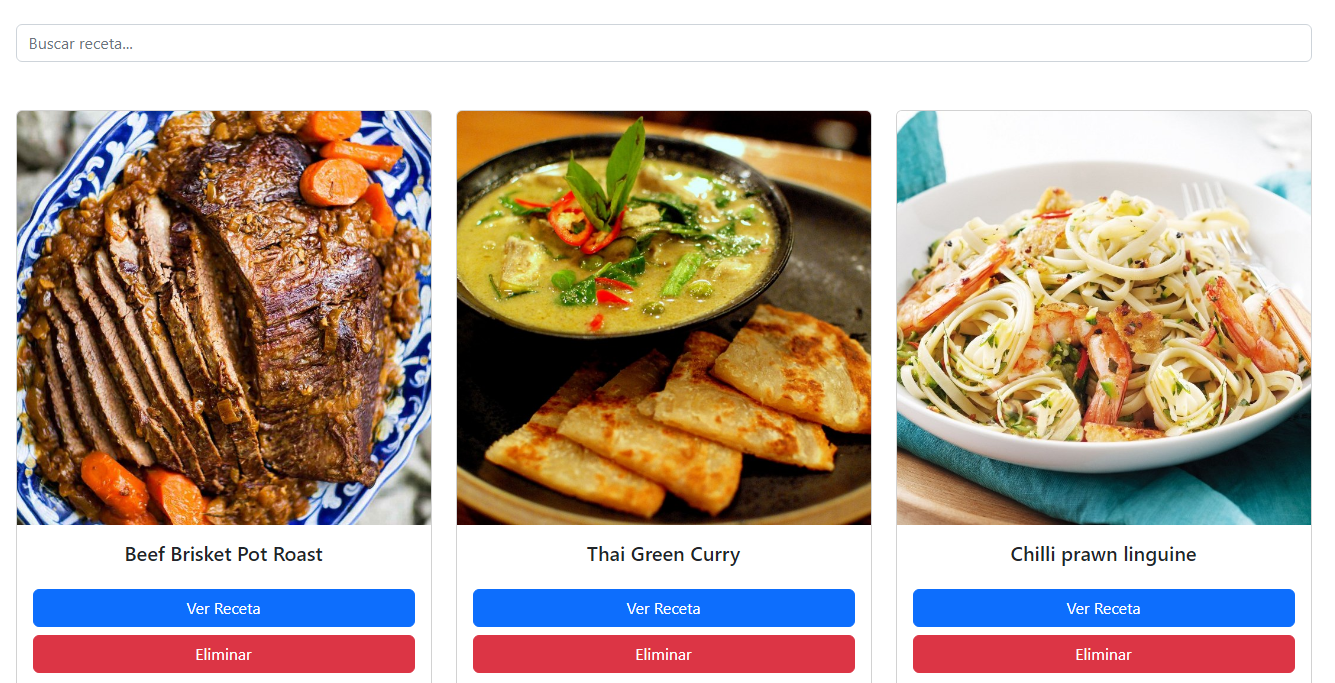 Buscar receta...
Beef Brisket Pot Roast
Ver Receta
Eliminar
Thai Green Curry
Ver Receta
Eliminar
Chilli prawn linguine
Ver Receta
Eliminar